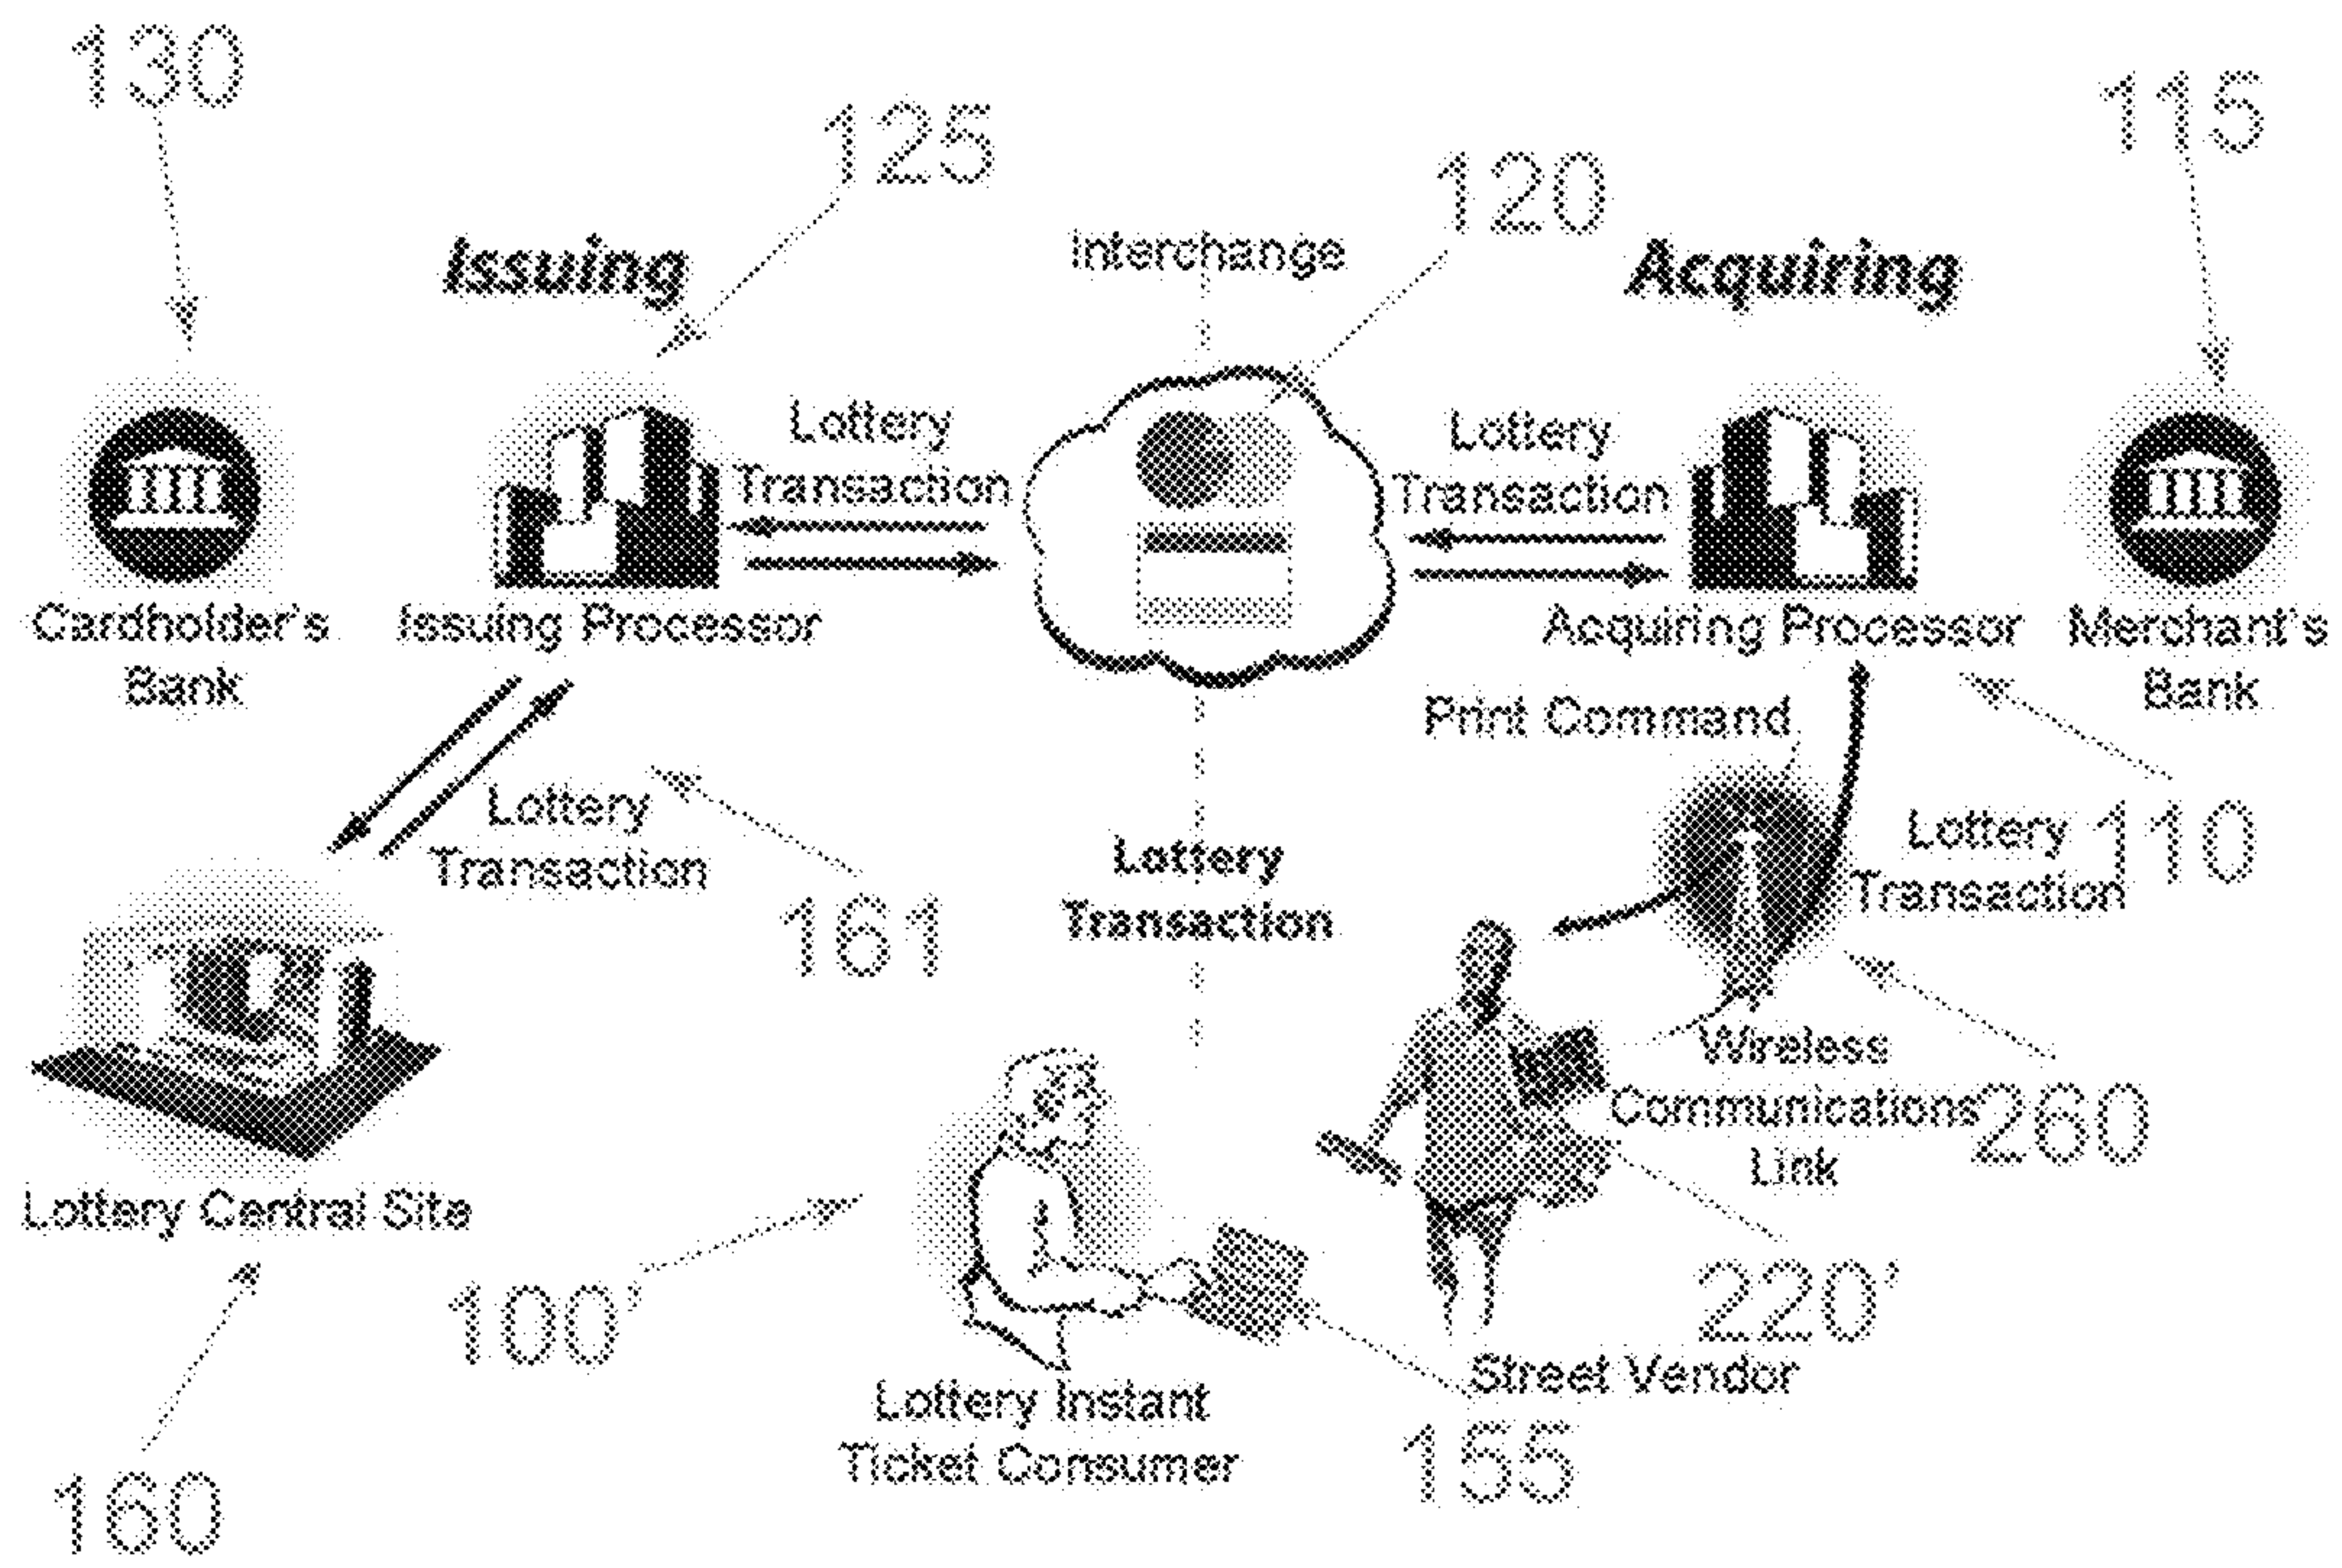 130
115
125
120
Issuing
Interchange
Acquiring
Lottery
Transaction
Lottery
Transaction
Cardholder's
Bank
Issuing Processor
Acquiring Processor
Merchant's
Bank
Print Command
Lottery
Transaction
Lottery
Transaction
110
Lottery
Transaction
161
Wireless
Communications
Link
260
Lottery Central Site
100'
220'
Street Vendor
Lottery Instant
Ticket Consumer
155
160